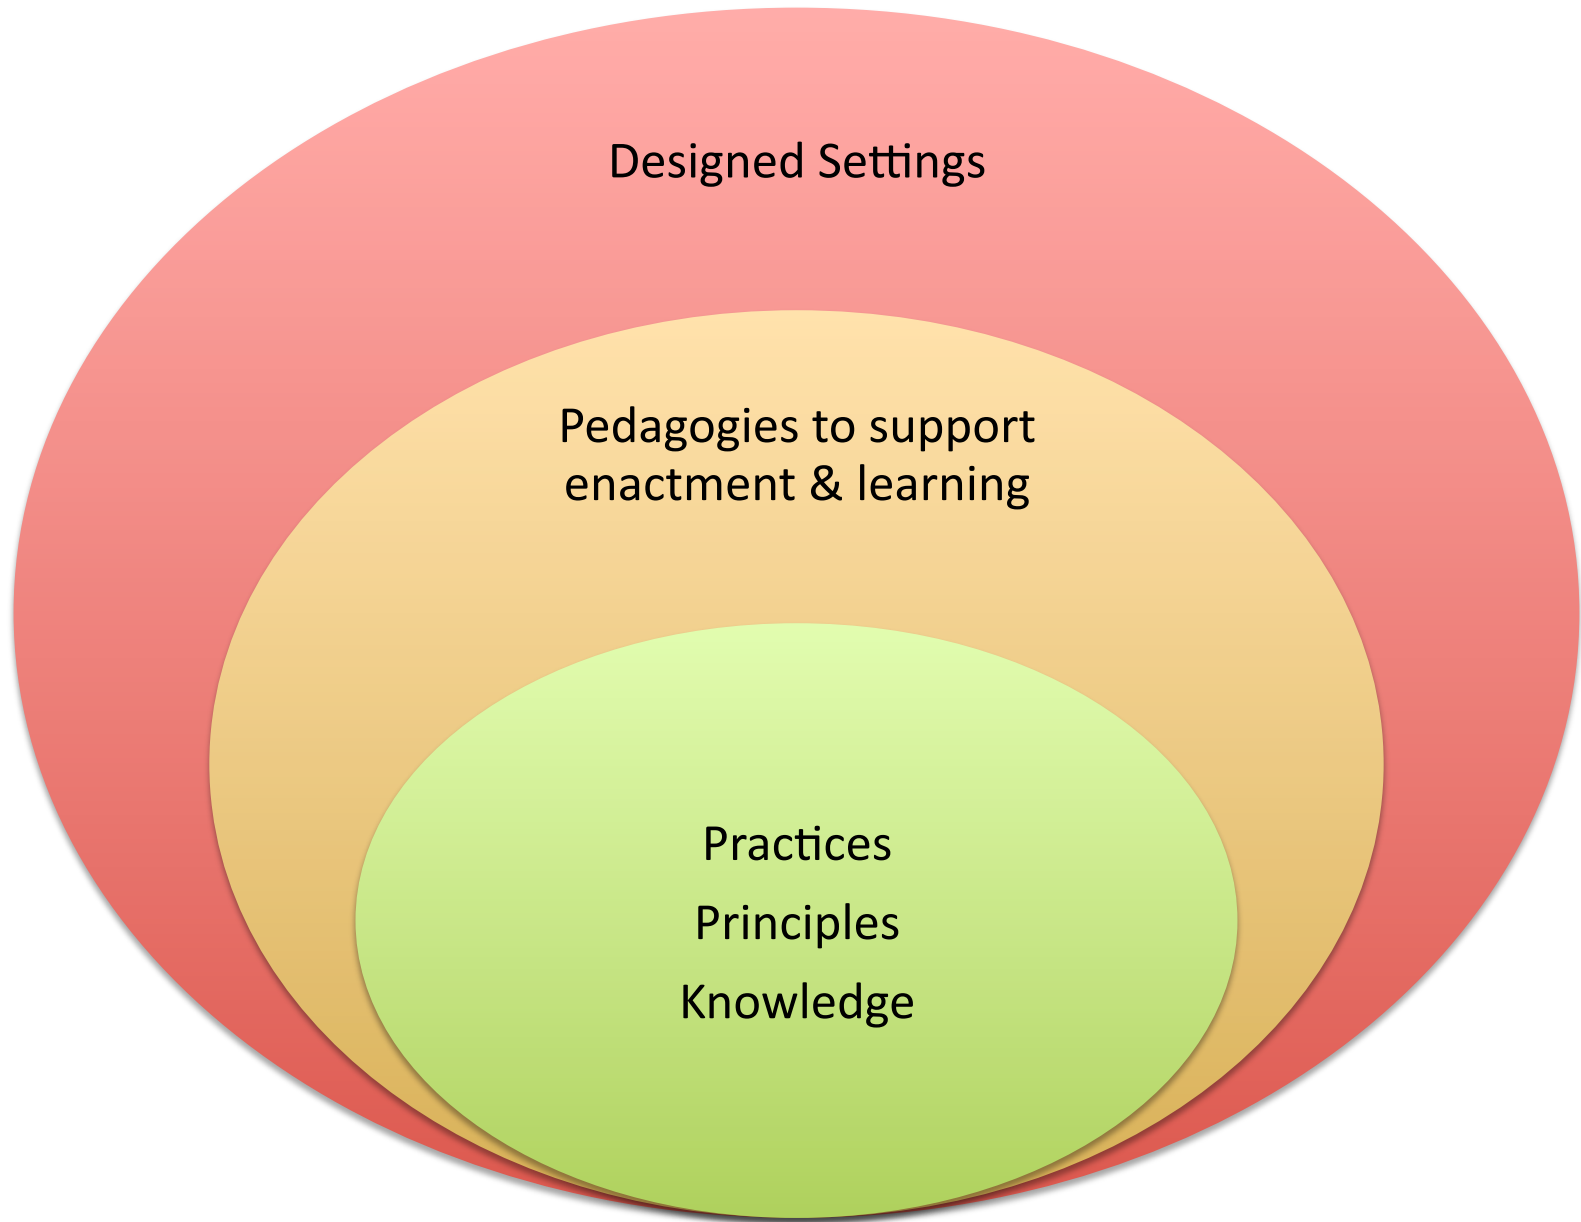 Designed Settings
Pedagogies to support
enactment & learning
Practices
Principles
Knowledge